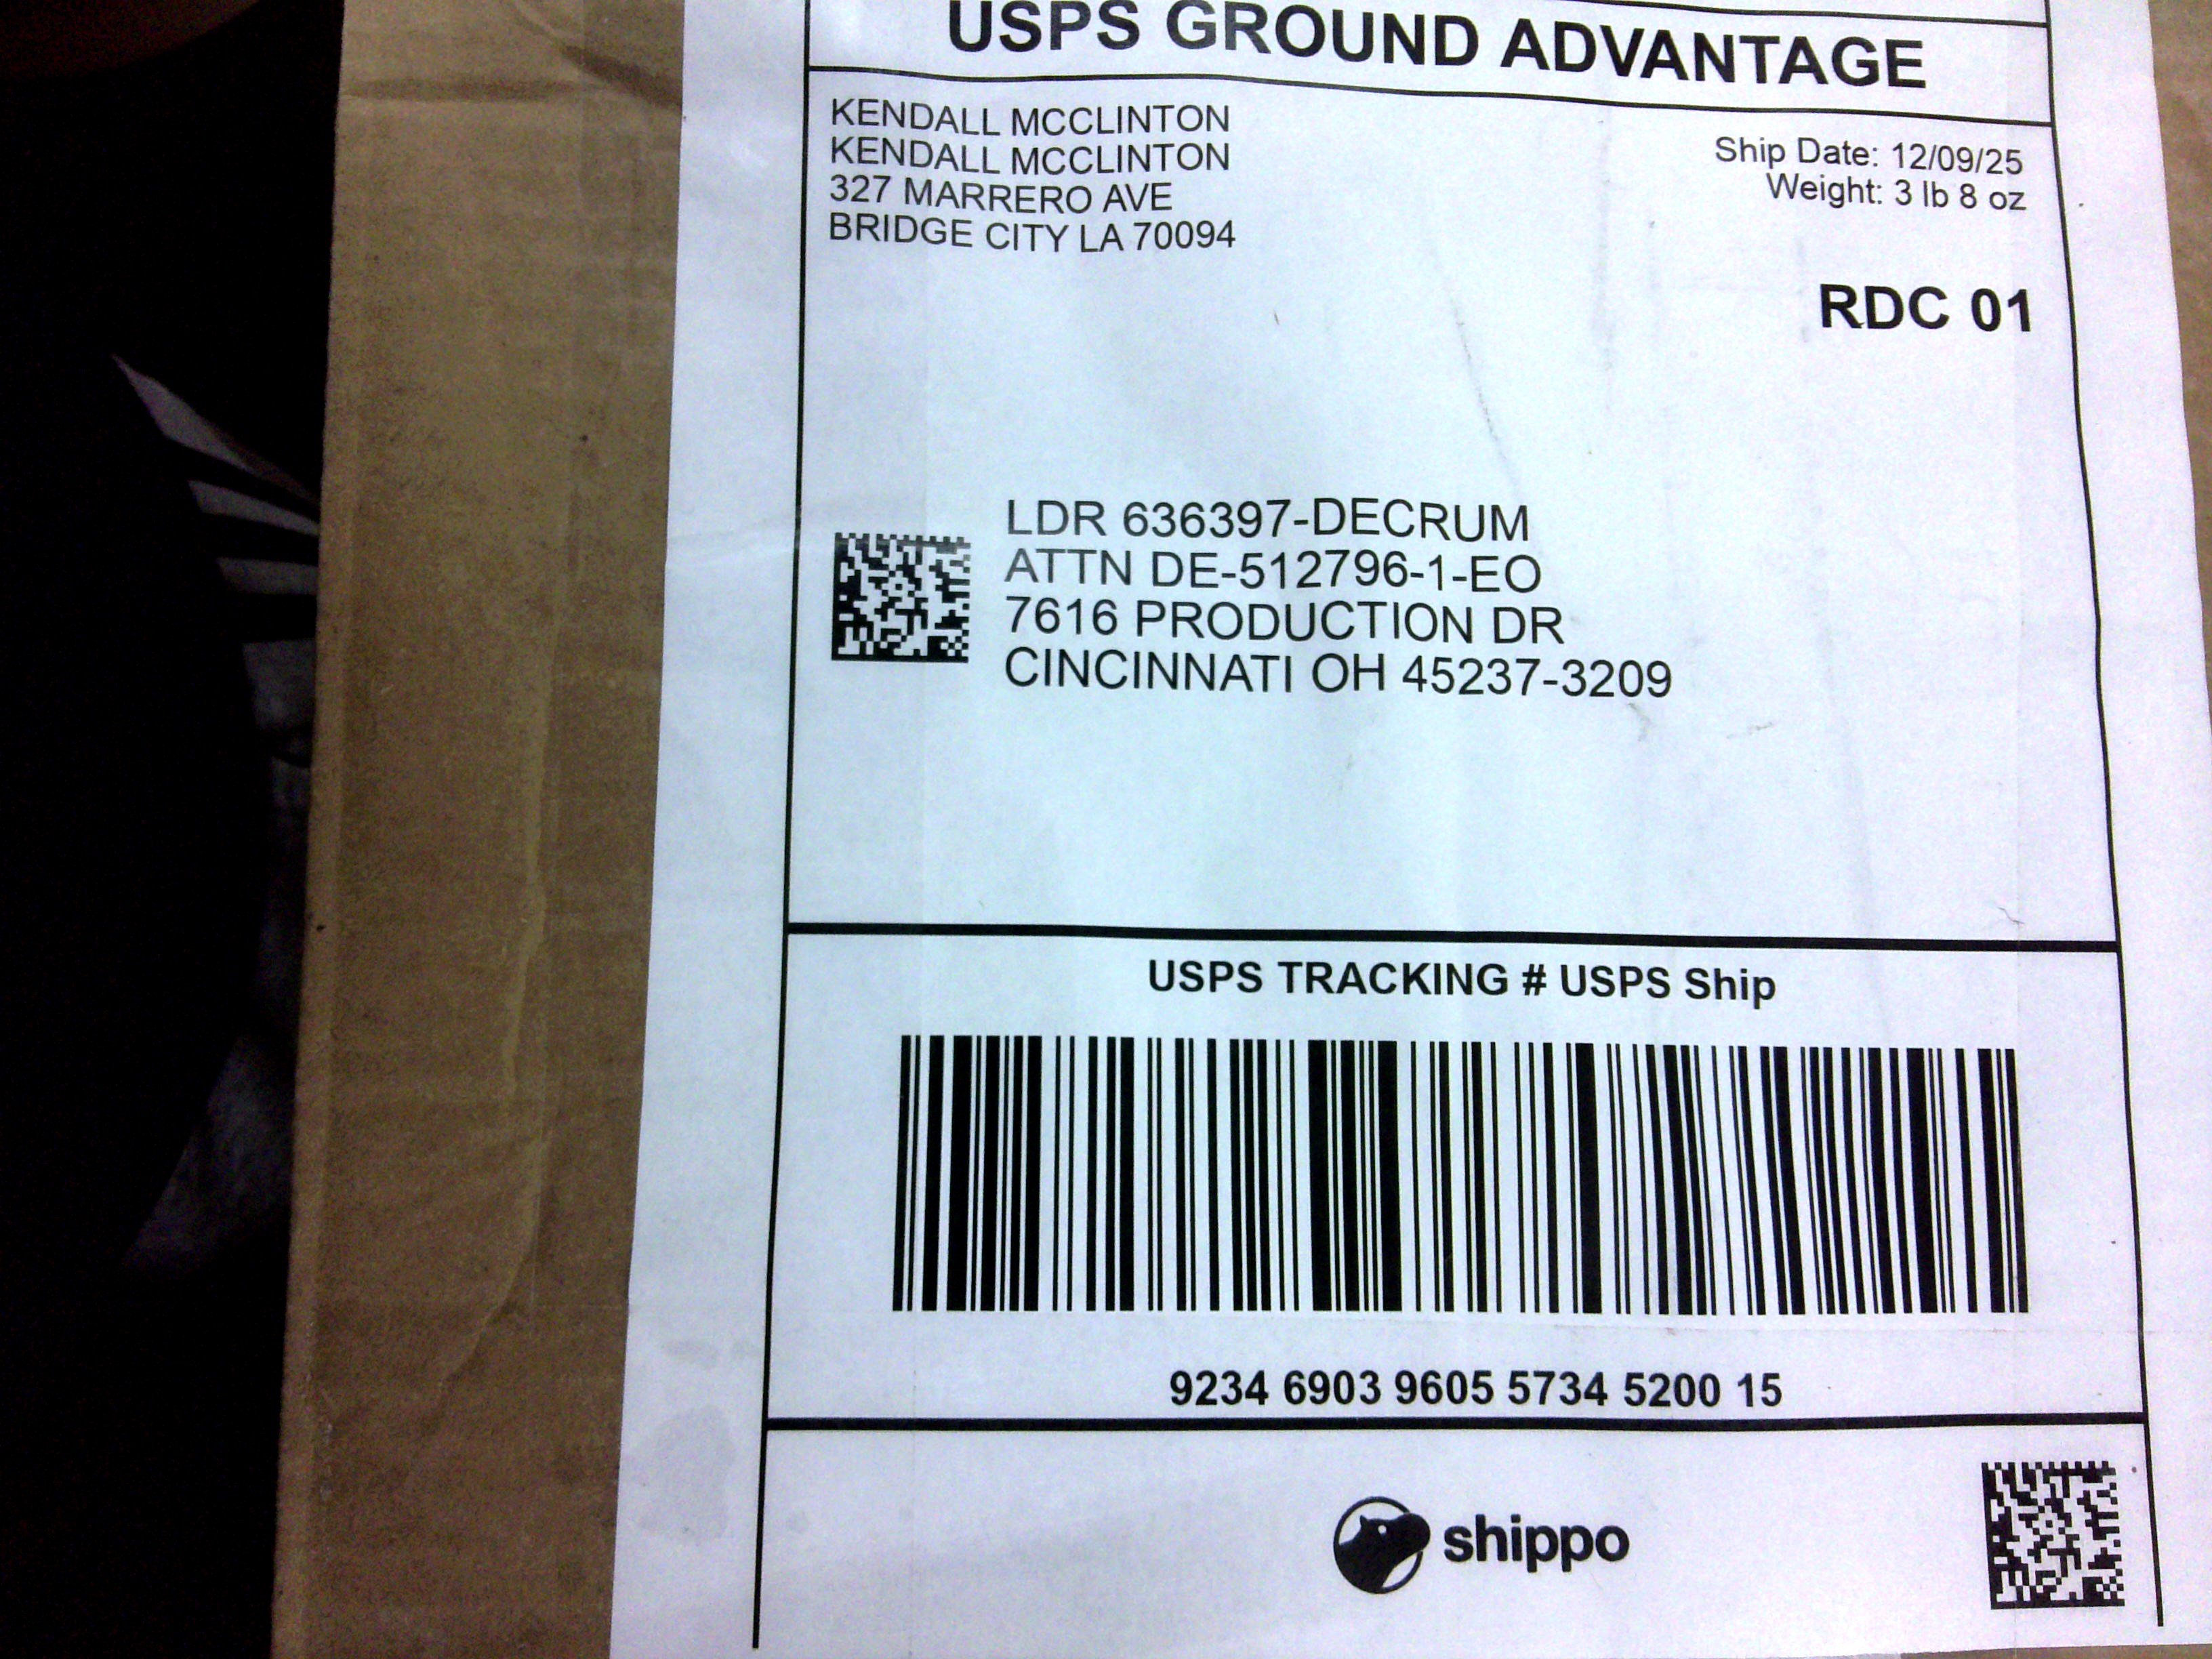 USPS GROUND ADVANTAGE
KENDALL MCCLINTON
KENDALL MCCLINTON
327 MARRERO AVE
BRIDGE CITY LA 70094
Ship Date: 12/09/25
Weight: 3 lb 8 oz
RDC 01
LDR 636397-DECRUM
ATTN DE-512796-1-EO
7616 PRODUCTION DR
CINCINNATI OH 45237-3209
USPS TRACKING # USPS Ship
9234 6903 9605 5734 5200 15
shippo